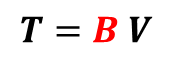 T = B V